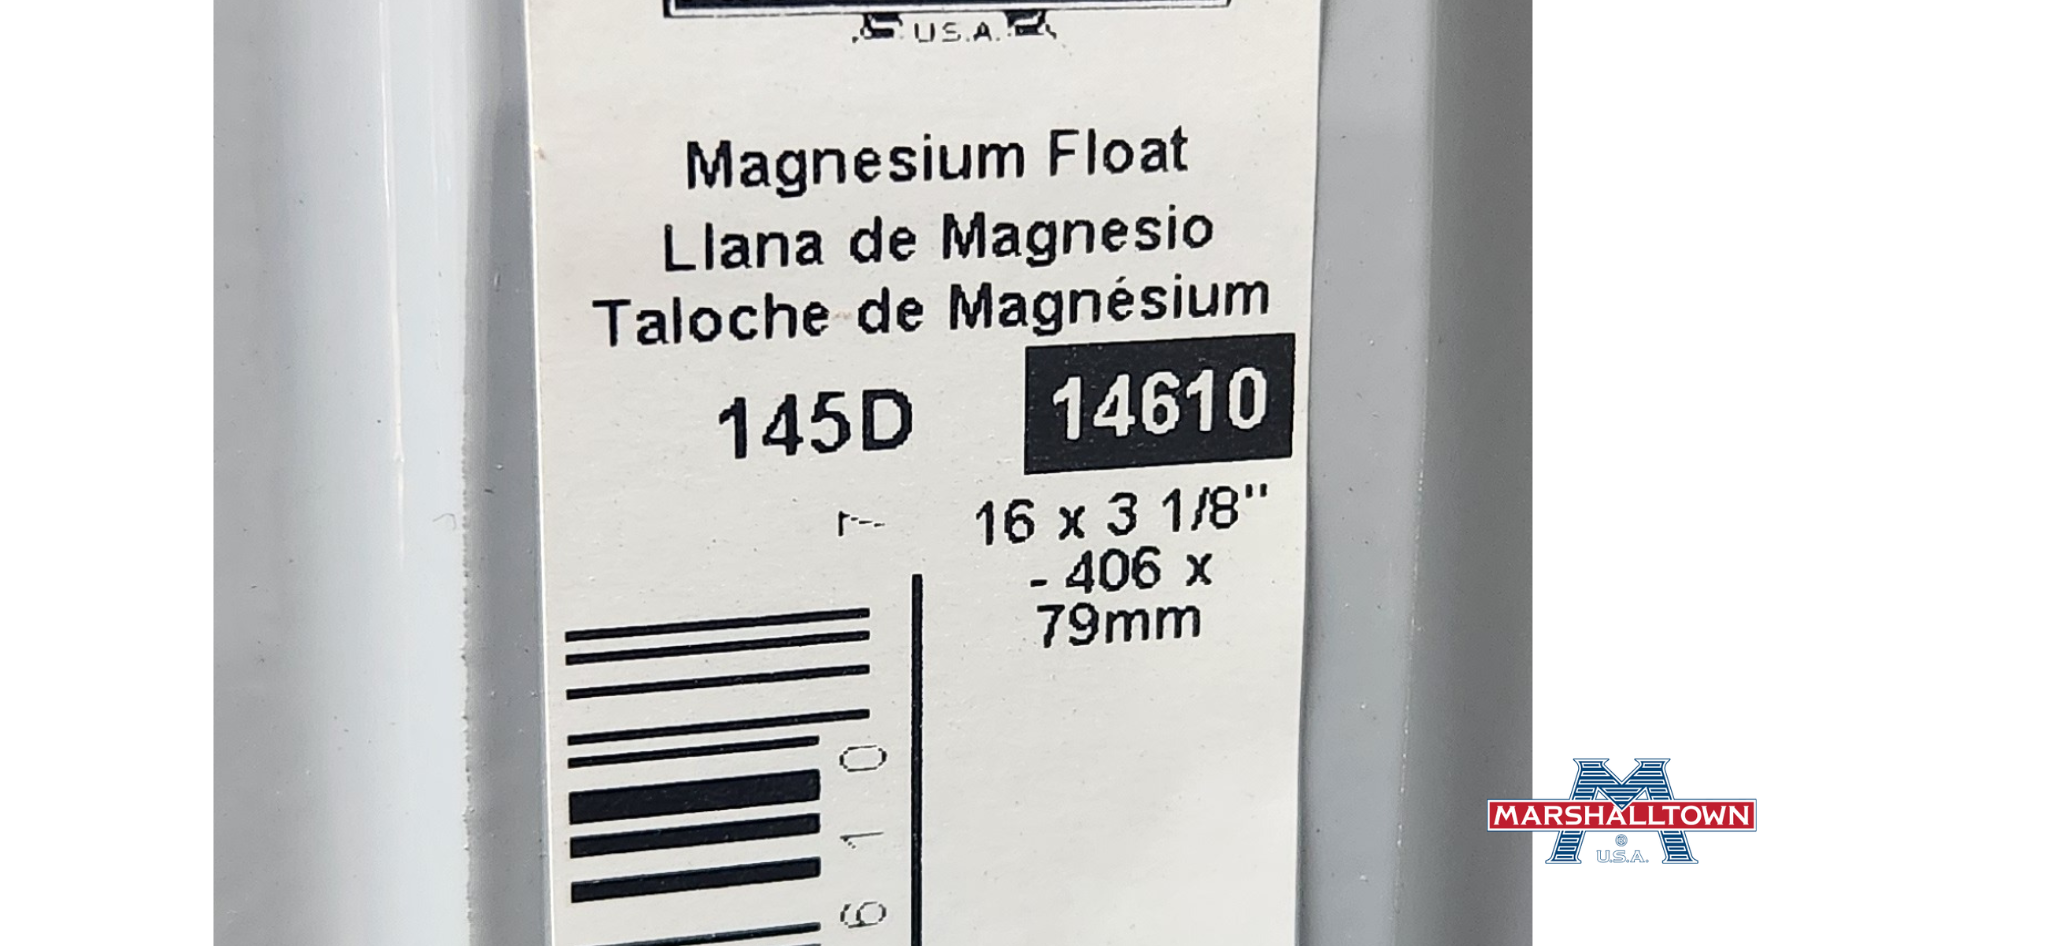 U.S.A.
Magnesium Float
Llana de Magnesio
Taloche de Magnésium
145D
14610
16 x 3 1/8"
- 406 x
79mm
0
1
6
MARSHALLTOWN
®
U.S.A.